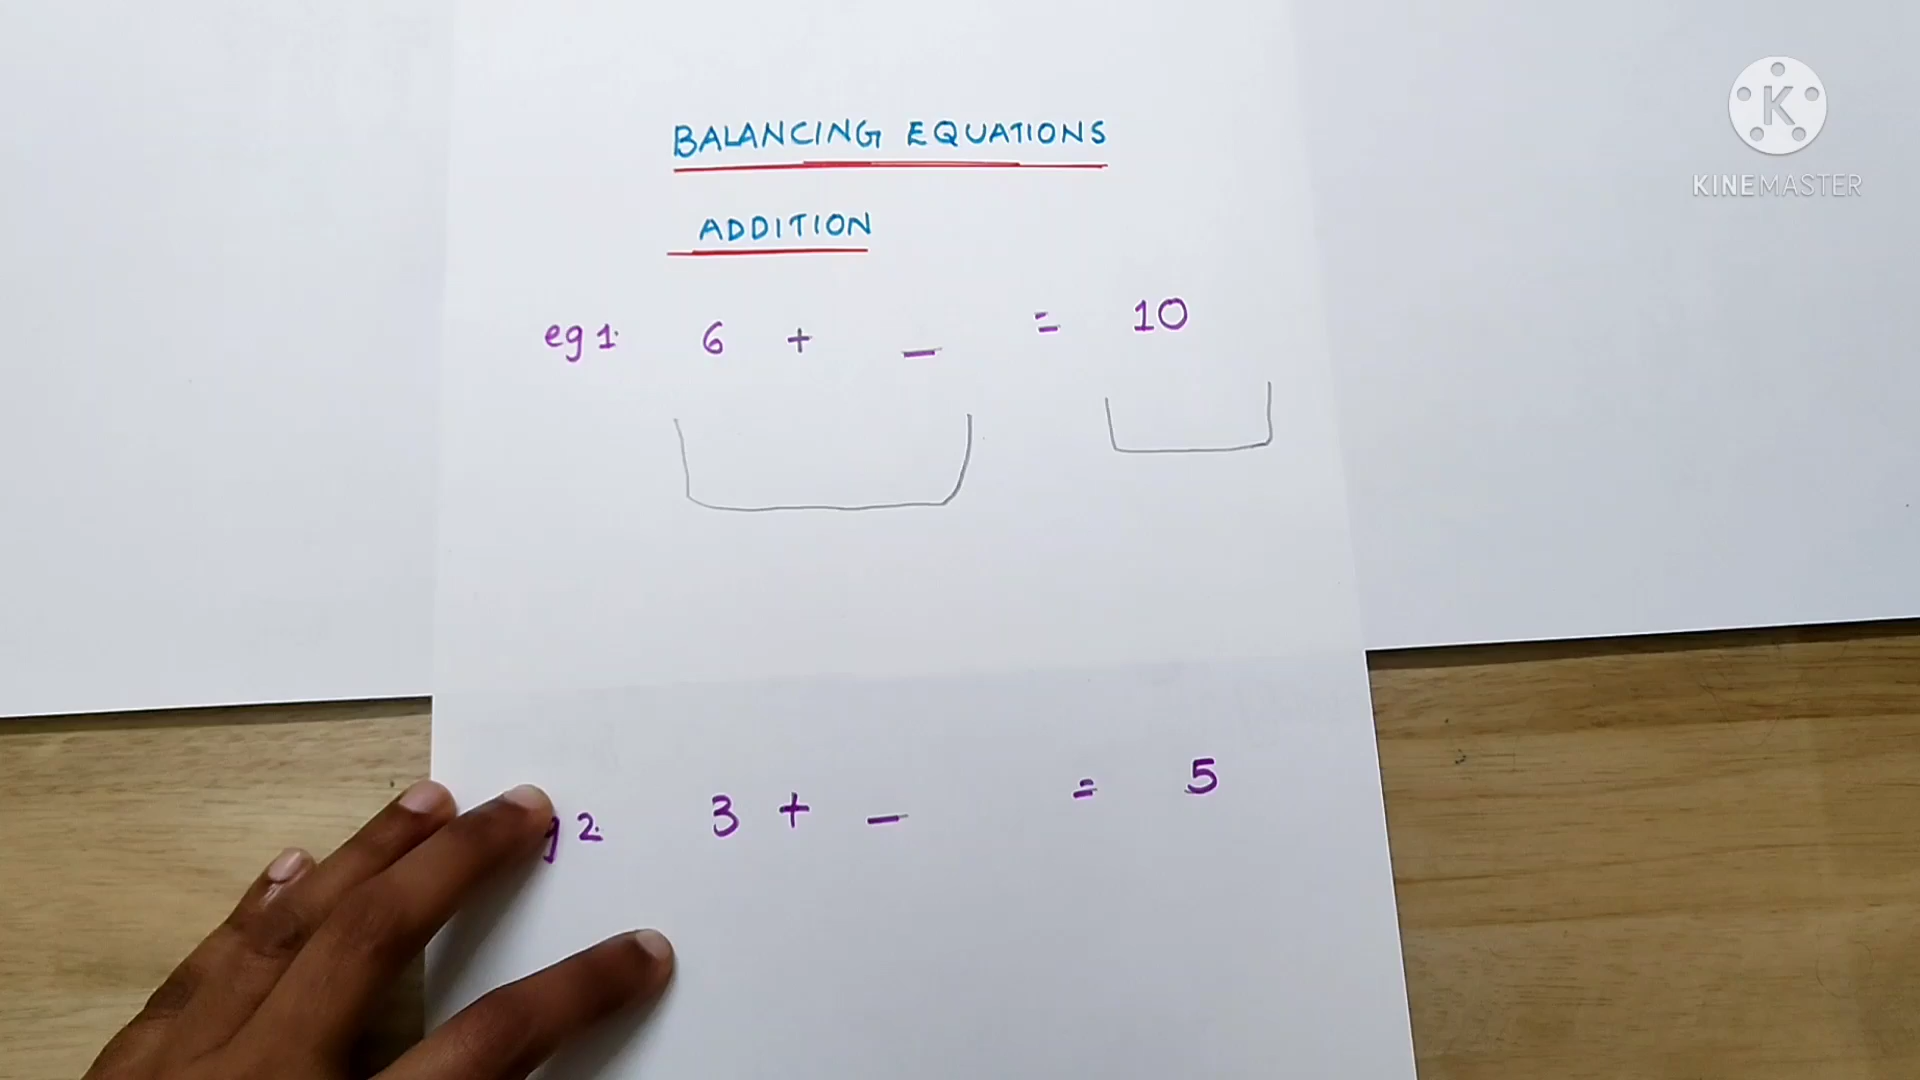 BALANCING EQUATIONS
ADDITION
eg 1. 6 + _ = 10
g 2. 3 + _ = 5
K
KINEMASTER